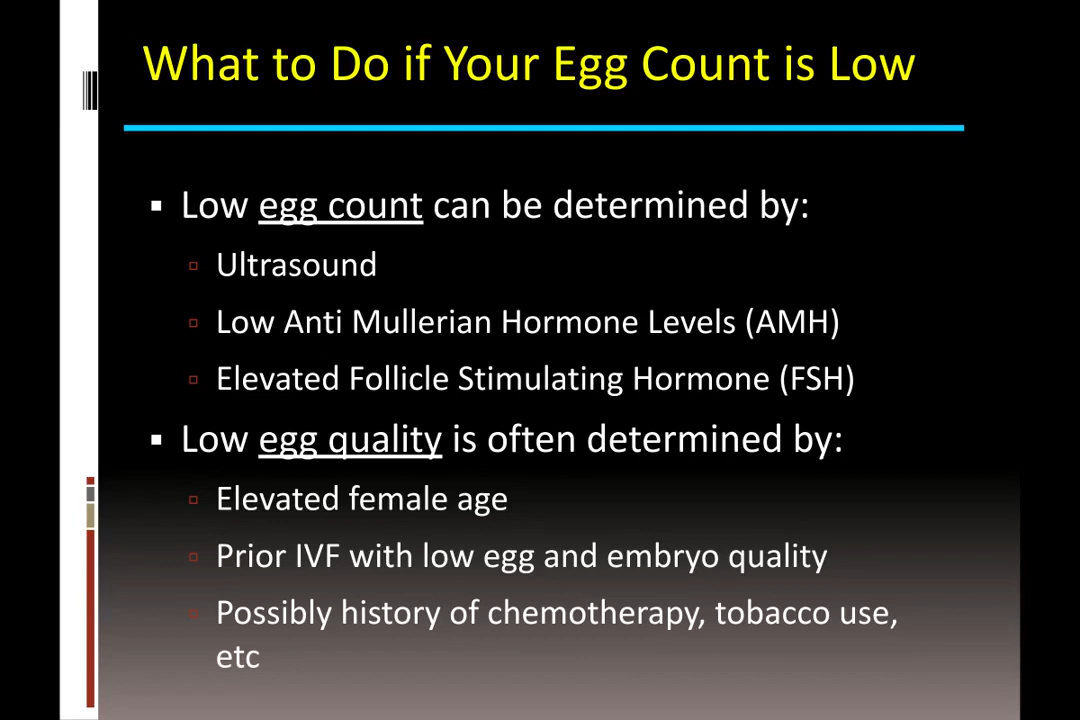 What to Do if Your Egg Count is Low
▪ Low egg count can be determined by:
▫ Ultrasound
▫ Low Anti Mullerian Hormone Levels (AMH)
▫ Elevated Follicle Stimulating Hormone (FSH)
▪ Low egg quality is often determined by:
▫ Elevated female age
▫ Prior IVF with low egg and embryo quality
▫ Possibly history of chemotherapy, tobacco use,
etc